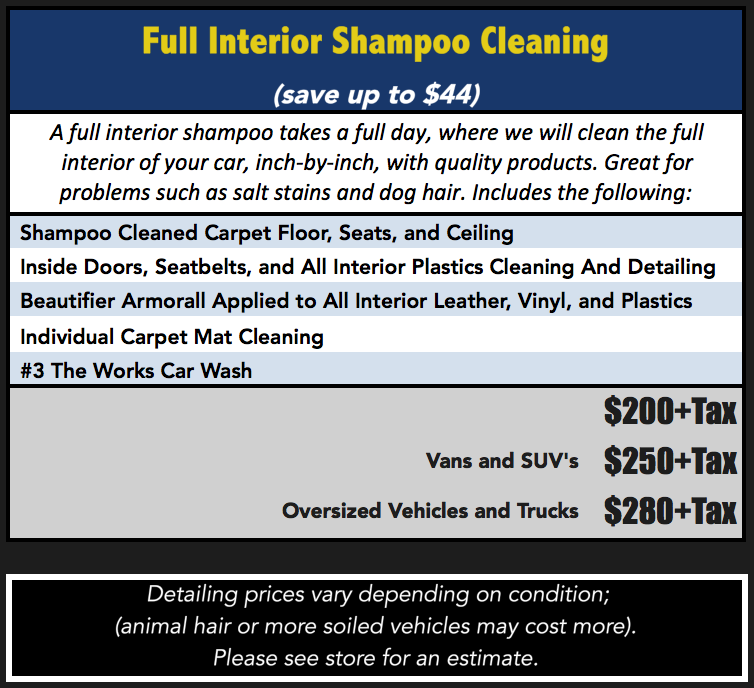 Full Interior Shampoo Cleaning
(save up to $44)
A full interior shampoo takes a full day, where we will clean the full
interior of your car, inch-by-inch, with quality products. Great for
problems such as salt stains and dog hair. Includes the following:
Shampoo Cleaned Carpet Floor, Seats, and Ceiling
Inside Doors, Seatbelts, and All Interior Plastics Cleaning And Detailing
Beautifier Armorall Applied to All Interior Leather, Vinyl, and Plastics
Individual Carpet Mat Cleaning
#3 The Works Car Wash
$200+Tax
Vans and SUV's $250+Tax
Oversized Vehicles and Trucks $280+Tax
Detailing prices vary depending on condition;
(animal hair or more soiled vehicles may cost more).
Please see store for an estimate.